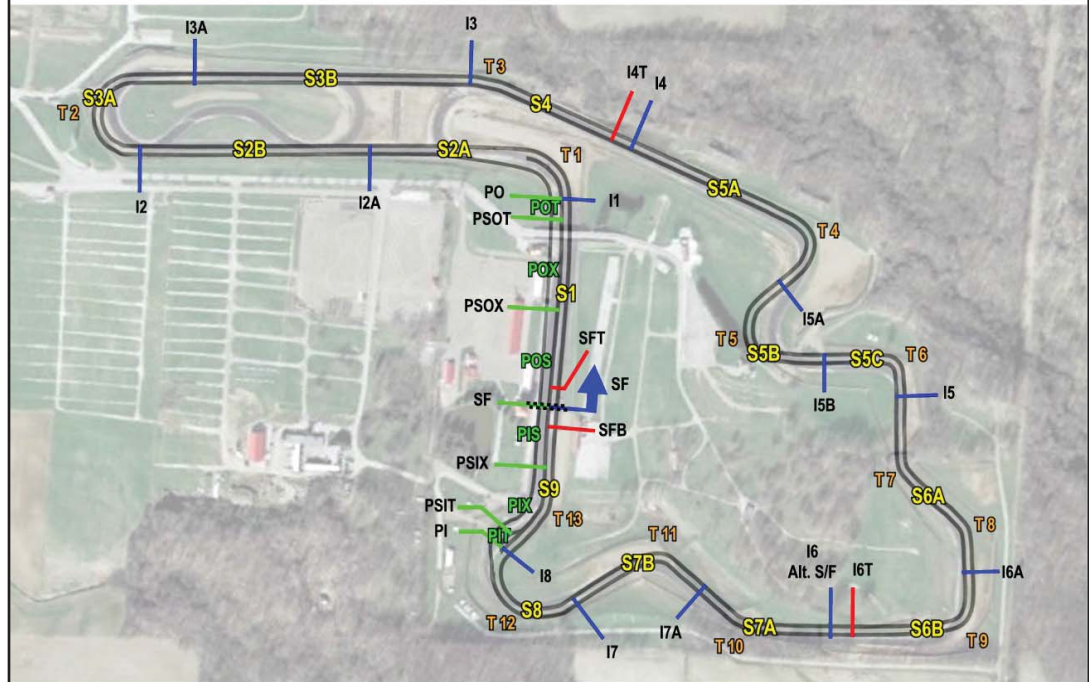 I3A
I3
T 3
I4T
I4
S3A
S3B
S4
T 2
S2B
S2A
T 1
S5A
PO
POT
I1
I2
I2A
PSOT
T 4
POX
S1
I5A
PSOX
SFT
T 5
S5B
S5C
T 6
POS
SF
SF
I5B
I5
PIS
SFB
PSIX
T 7
S9
S6A
PSIT
PIX
T 13
T 8
PI
PIT
T 11
I6
Alt. S/F
I6T
I8
S7B
I6A
S8
T 12
I7
I7A
S7A
T 10
S6B
T 9